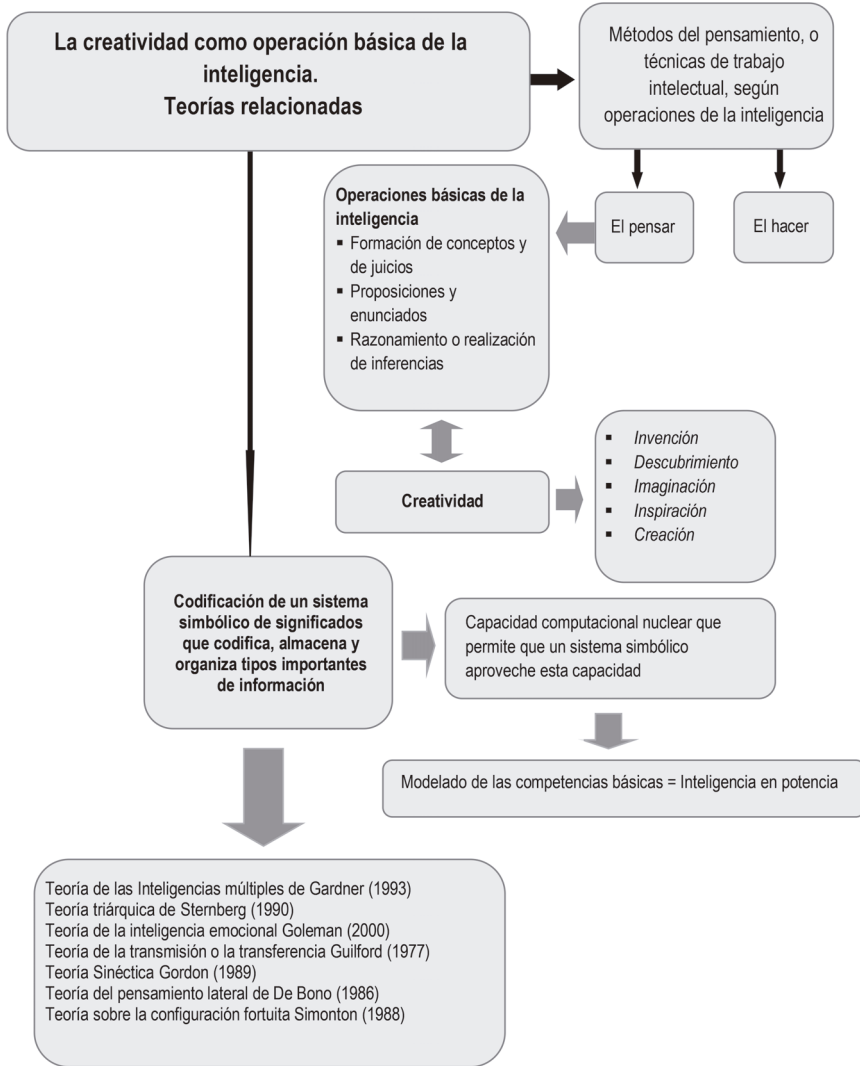 La creatividad como operación básica de la
inteligencia.
Teorías relacionadas
Métodos del pensamiento, o
técnicas de trabajo
intelectual, según
operaciones de la inteligencia
El pensar
El hacer
Operaciones básicas de la
inteligencia
▪ Formación de conceptos y
de juicios
▪ Proposiciones y
enunciados
▪ Razonamiento o realización
de inferencias
Creatividad
▪ Invención
▪ Descubrimiento
▪ Imaginación
▪ Inspiración
▪ Creación
Codificación de un sistema
simbólico de significados
que codifica, almacena y
organiza tipos importantes
de información
Capacidad computacional nuclear que
permite que un sistema simbólico
aproveche esta capacidad
Modelado de las competencias básicas = Inteligencia en potencia
Teoría de las Inteligencias múltiples de Gardner (1993)
Teoría triárquica de Sternberg (1990)
Teoría de la inteligencia emocional Goleman (2000)
Teoría de la transmisión o la transferencia Guilford (1977)
Teoría Sinéctica Gordon (1989)
Teoría del pensamiento lateral de De Bono (1986)
Teoría sobre la configuración fortuita Simonton (1988)